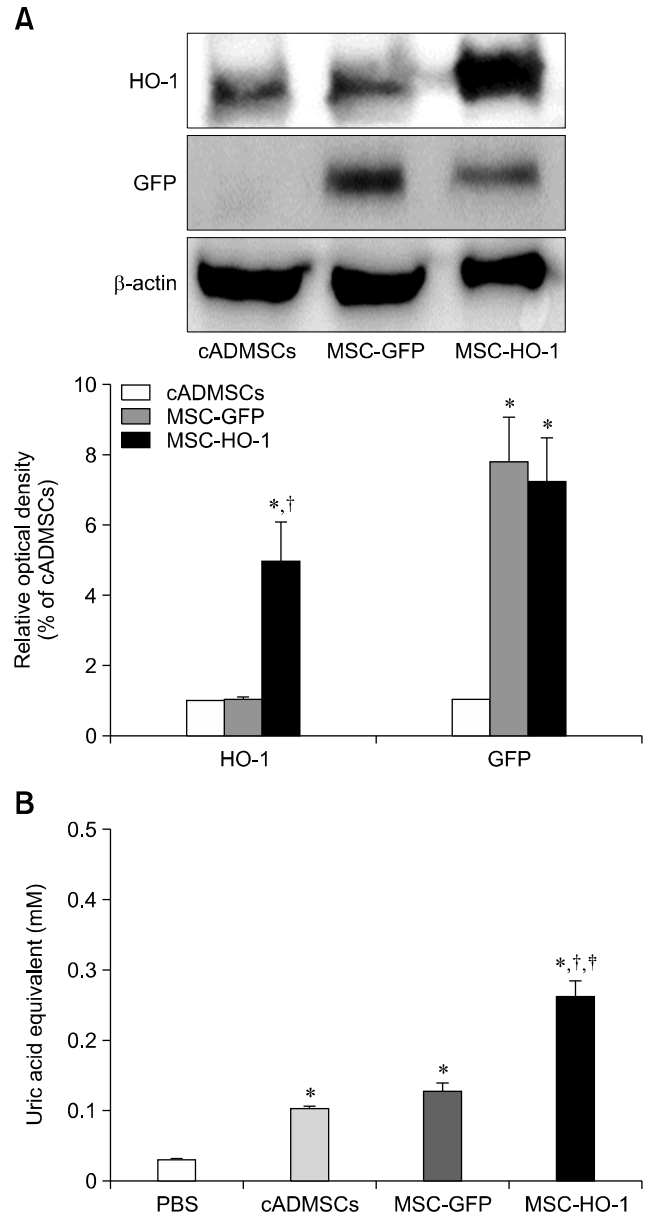 A
HO-1
GFP
β-actin
cADMSCs MSC-GFP MSC-HO-1
cADMSCs
MSC-GFP
MSC-HO-1
Relative optical density
(% of cADMSCs)
10
8
6
4
2
0
*,†
*
*
HO-1 GFP
B
Uric acid equivalent (mM)
0.5
0.4
0.3
0.2
0.1
0
*
*
*,†,‡
PBS cADMSCs MSC-GFP MSC-HO-1